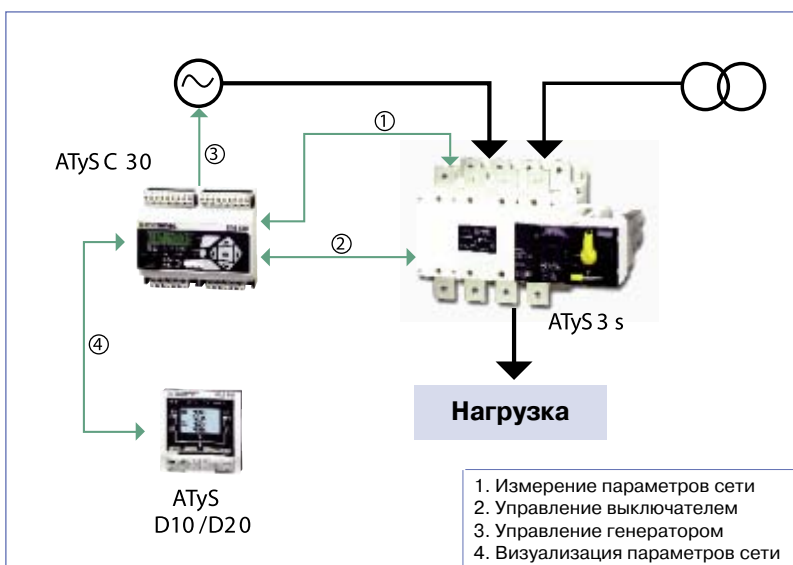 ①
③
ATyS C 30
②
ATyS 3 s
④
Нагрузка
ATyS
D10 /D20
1. Измерение параметров сети
2. Управление выключателем
3. Управление генератором
4. Визуализация параметров сети